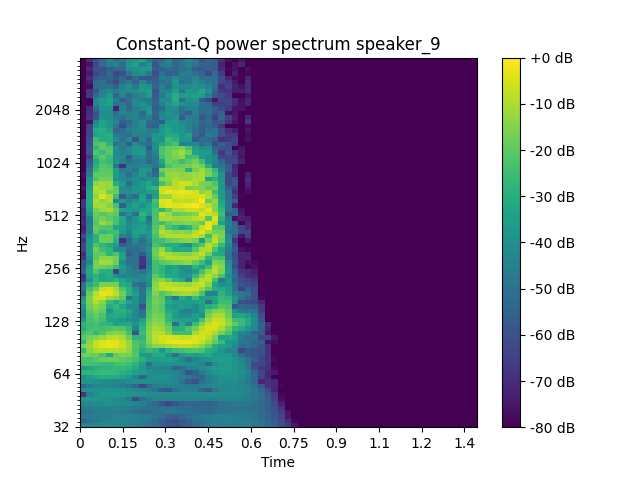 Constant-Q power spectrum speaker_9
Hz
2048
1024
512
256
128
64
32
0 0.15 0.3 0.45 0.6 0.75 0.9 1.1 1.2 1.4
Time
+0 dB
-10 dB
-20 dB
-30 dB
-40 dB
-50 dB
-60 dB
-70 dB
-80 dB